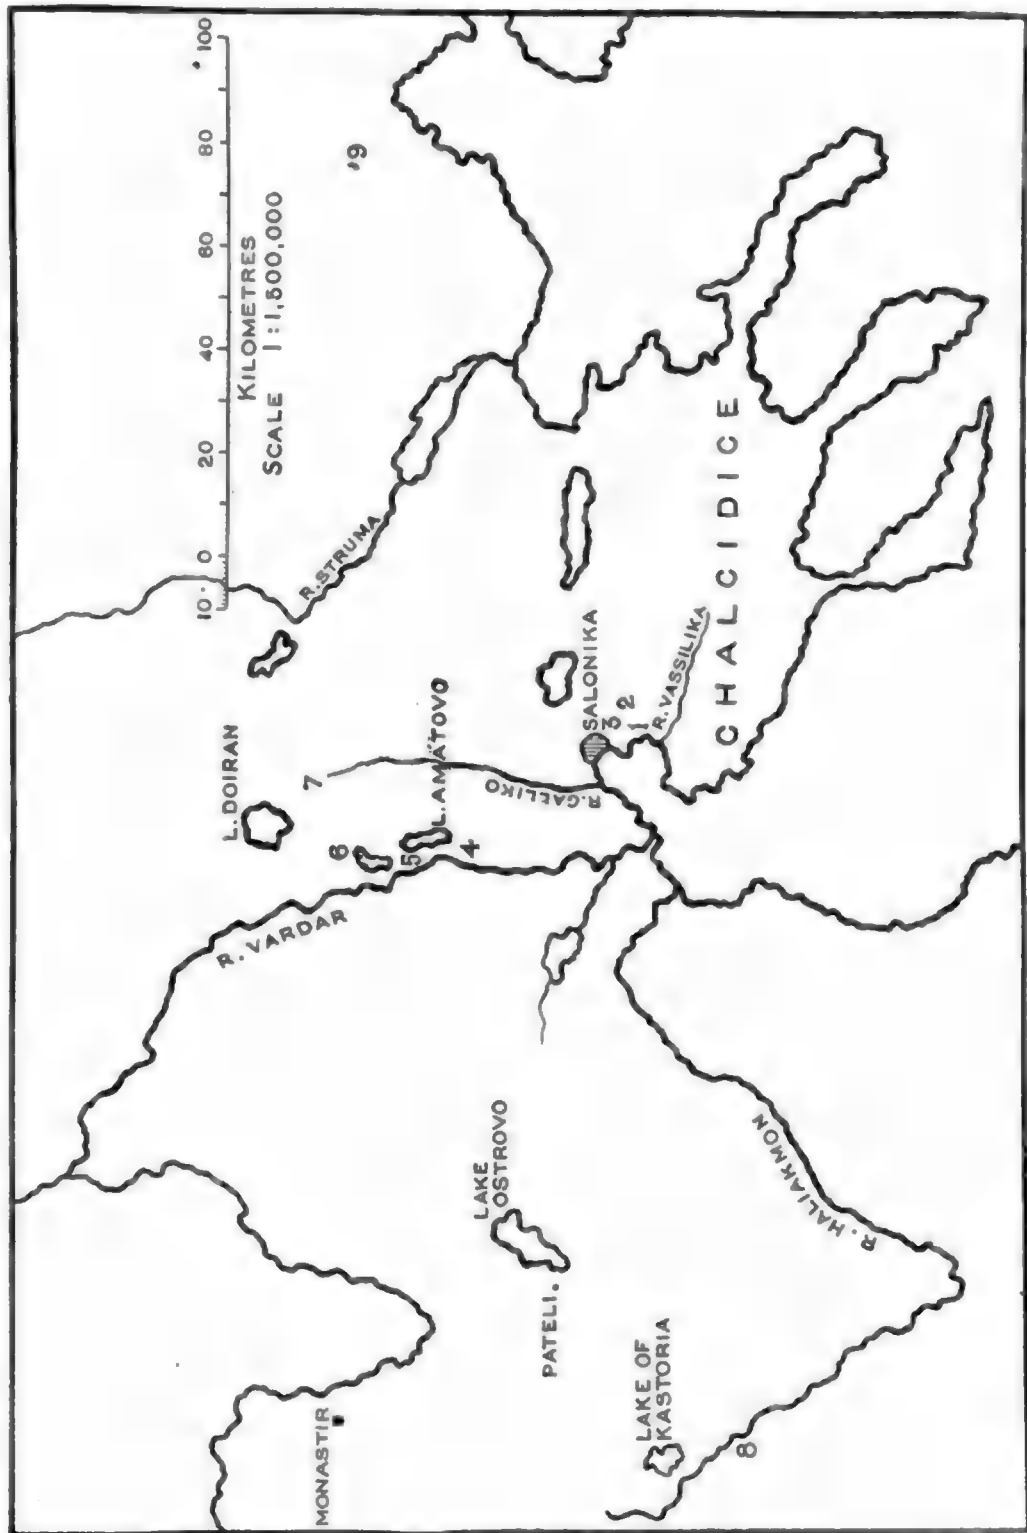 10 0 20 40 60 80 100
KILOMETRES
SCALE 1:1,500,000
9
R. STRUMA
L. DOIRAN
7
6
5
L. AMATOVO
4
R. VARDAR
R. GALLIKO
SALONIKA
3
2
1
R. VASSILIKA
CHALCIDICE
MONASTIR
LAKE
OSTROVO
PATELI.
LAKE OF
KASTORIA
8
R. HALIAKMON